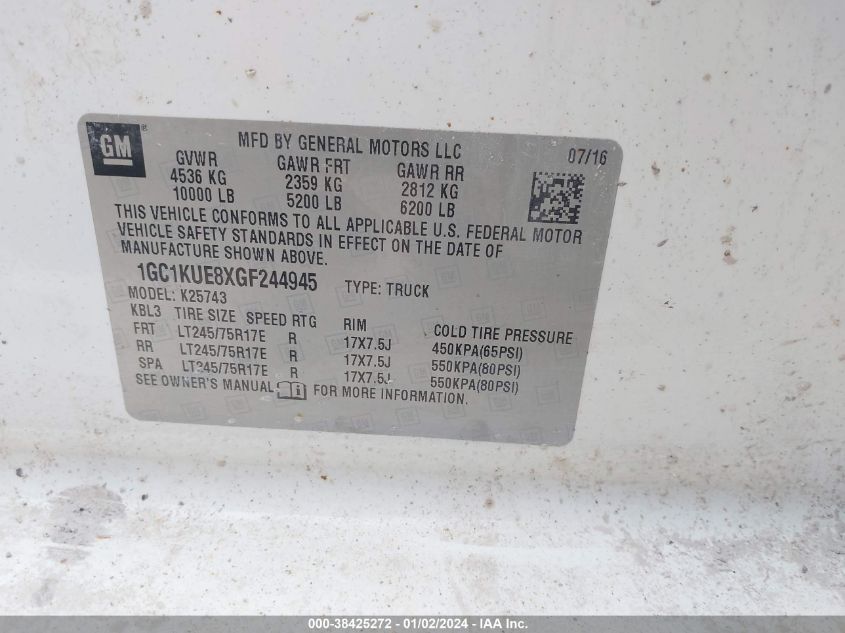 GM ®
MFD BY GENERAL MOTORS LLC 07/16
GVWR GAWR FRT GAWR RR
4536 KG 2359 KG 2812 KG
10000 LB 5200 LB 6200 LB
THIS VEHICLE CONFORMS TO ALL APPLICABLE U.S. FEDERAL MOTOR
VEHICLE SAFETY STANDARDS IN EFFECT ON THE DATE OF
MANUFACTURE SHOWN ABOVE.
1GC1KUE8XGF244945 TYPE: TRUCK
MODEL: K25743
KBL3 TIRE SIZE SPEED RTG RIM COLD TIRE PRESSURE
FRT LT245/75R17E R 17X7.5J 450KPA(65PSI)
RR LT245/75R17E R 17X7.5J 550KPA(80PSI)
SPA LT245/75R17E R 17X7.5J 550KPA(80PSI)
SEE OWNER'S MANUAL FOR MORE INFORMATION.
000-38425272 - 01/02/2024 - IAA Inc.